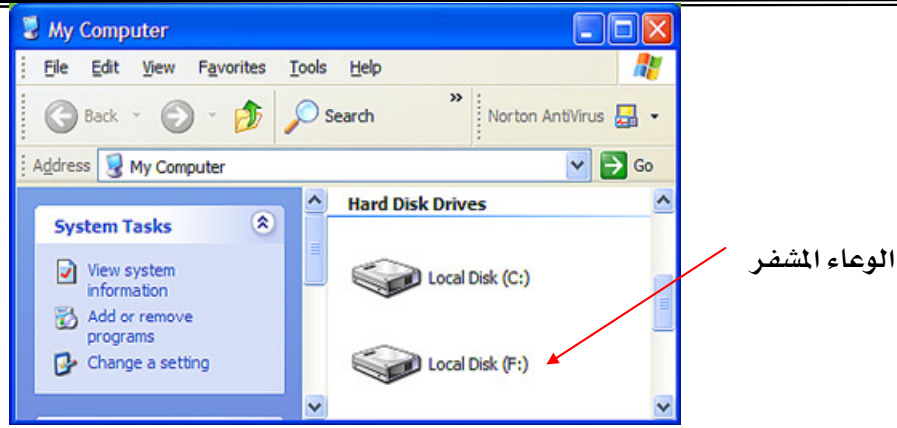 My Computer
File Edit View Favorites Tools Help
Back Search » Norton AntiVirus
Address My Computer Go
System Tasks
View system
information
Add or remove
programs
Change a setting
Hard Disk Drives
Local Disk (C:)
Local Disk (F:)
الوعاء المشفر